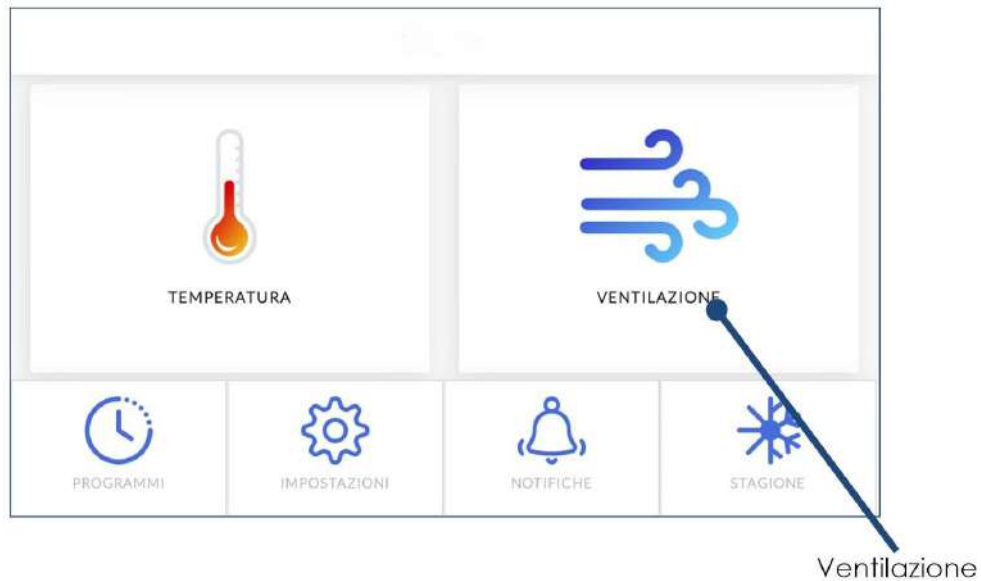 TEMPERATURA
VENTILAZIONE
PROGRAMMI
IMPOSTAZIONI
NOTIFICHE
STAGIONE
Ventilazione